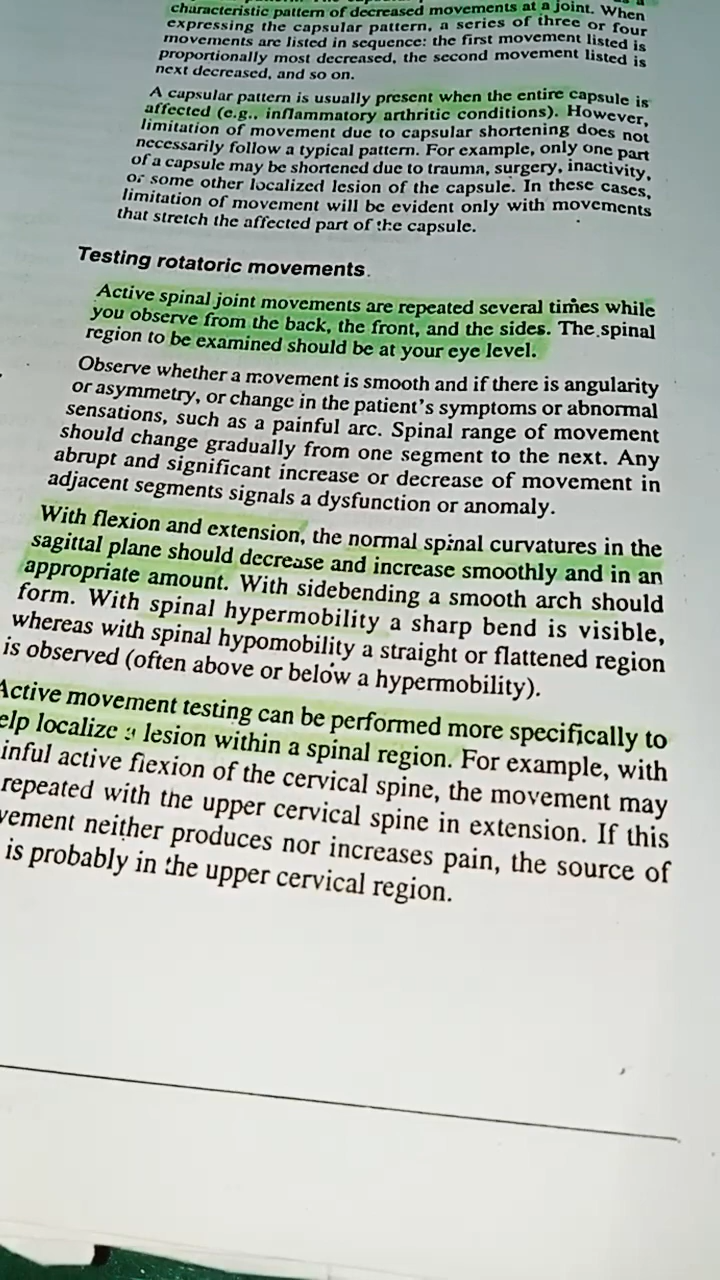 characteristic pattern of decreased movements at a joint. When
expressing the capsular pattern, a series of three or four
movements are listed in sequence: the first movement listed is
proportionally most decreased, the second movement listed is
next decreased, and so on.
A capsular pattern is usually present when the entire capsule is
affected (e.g., inflammatory arthritic conditions). However,
limitation of movement due to capsular shortening does not
necessarily follow a typical pattern. For example, only one part
of a capsule may be shortened due to trauma, surgery, inactivity,
or some other localized lesion of the capsule. In these cases,
limitation of movement will be evident only with movements
that stretch the affected part of the capsule.
Testing rotatoric movements
Active spinal joint movements are repeated several times while
you observe from the back, the front, and the sides. The spinal
region to be examined should be at your eye level.
Observe whether a movement is smooth and if there is angularity
or asymmetry, or change in the patient's symptoms or abnormal
sensations, such as a painful arc. Spinal range of movement
should change gradually from one segment to the next. Any
abrupt and significant increase or decrease of movement in
adjacent segments signals a dysfunction or anomaly.
With flexion and extension, the normal spinal curvatures in the
sagittal plane should decrease and increase smoothly and in an
appropriate amount. With sidebending a smooth arch should
form. With spinal hypermobility a sharp bend is visible,
whereas with spinal hypomobility a straight or flattened region
is observed (often above or below a hypermobility).
Active movement testing can be performed more specifically to
elp localize a lesion within a spinal region. For example, with
inful active flexion of the cervical spine, the movement may
repeated with the upper cervical spine in extension. If this
vement neither produces nor increases pain, the source of
is probably in the upper cervical region.